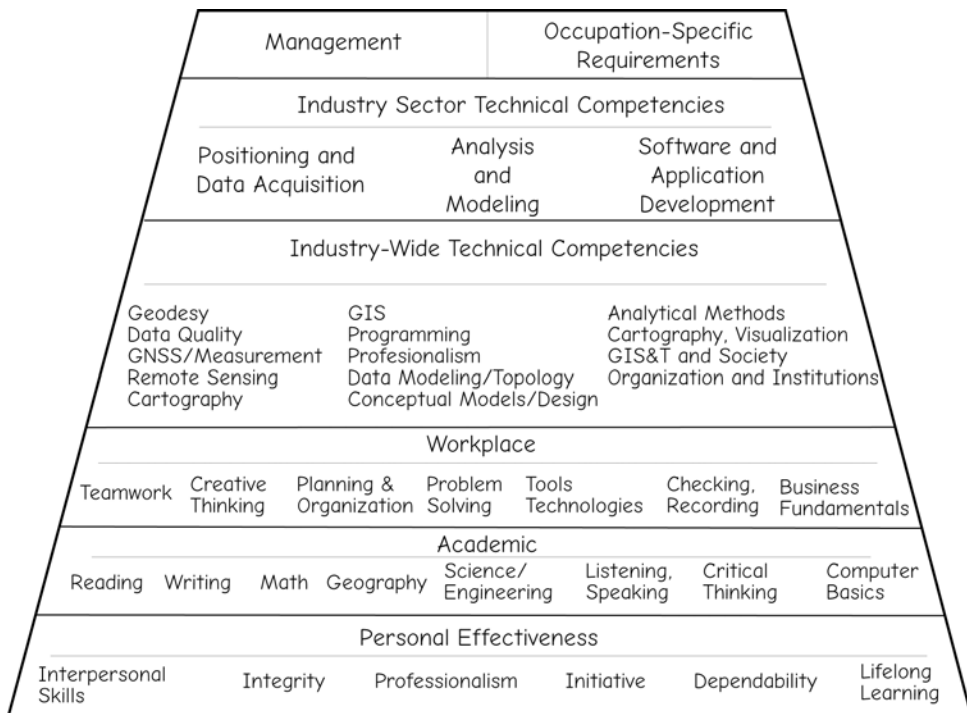 Management
Occupation-Specific
Requirements
Industry Sector Technical Competencies
Positioning and
Data Acquisition
Analysis
and
Modeling
Software and
Application
Development
Industry-Wide Technical Competencies
Geodesy
Data Quality
GNSS/Measurement
Remote Sensing
Cartography
GIS
Programming
Profesionalism
Data Modeling/Topology
Conceptual Models/Design
Analytical Methods
Cartography, Visualization
GIS&T and Society
Organization and Institutions
Workplace
Teamwork
Creative
Thinking
Planning &
Organization
Problem
Solving
Tools
Technologies
Checking,
Recording
Business
Fundamentals
Academic
Reading
Writing
Math
Geography
Science/
Engineering
Listening,
Speaking
Critical
Thinking
Computer
Basics
Personal Effectiveness
Interpersonal
Skills
Integrity
Professionalism
Initiative
Dependability
Lifelong
Learning